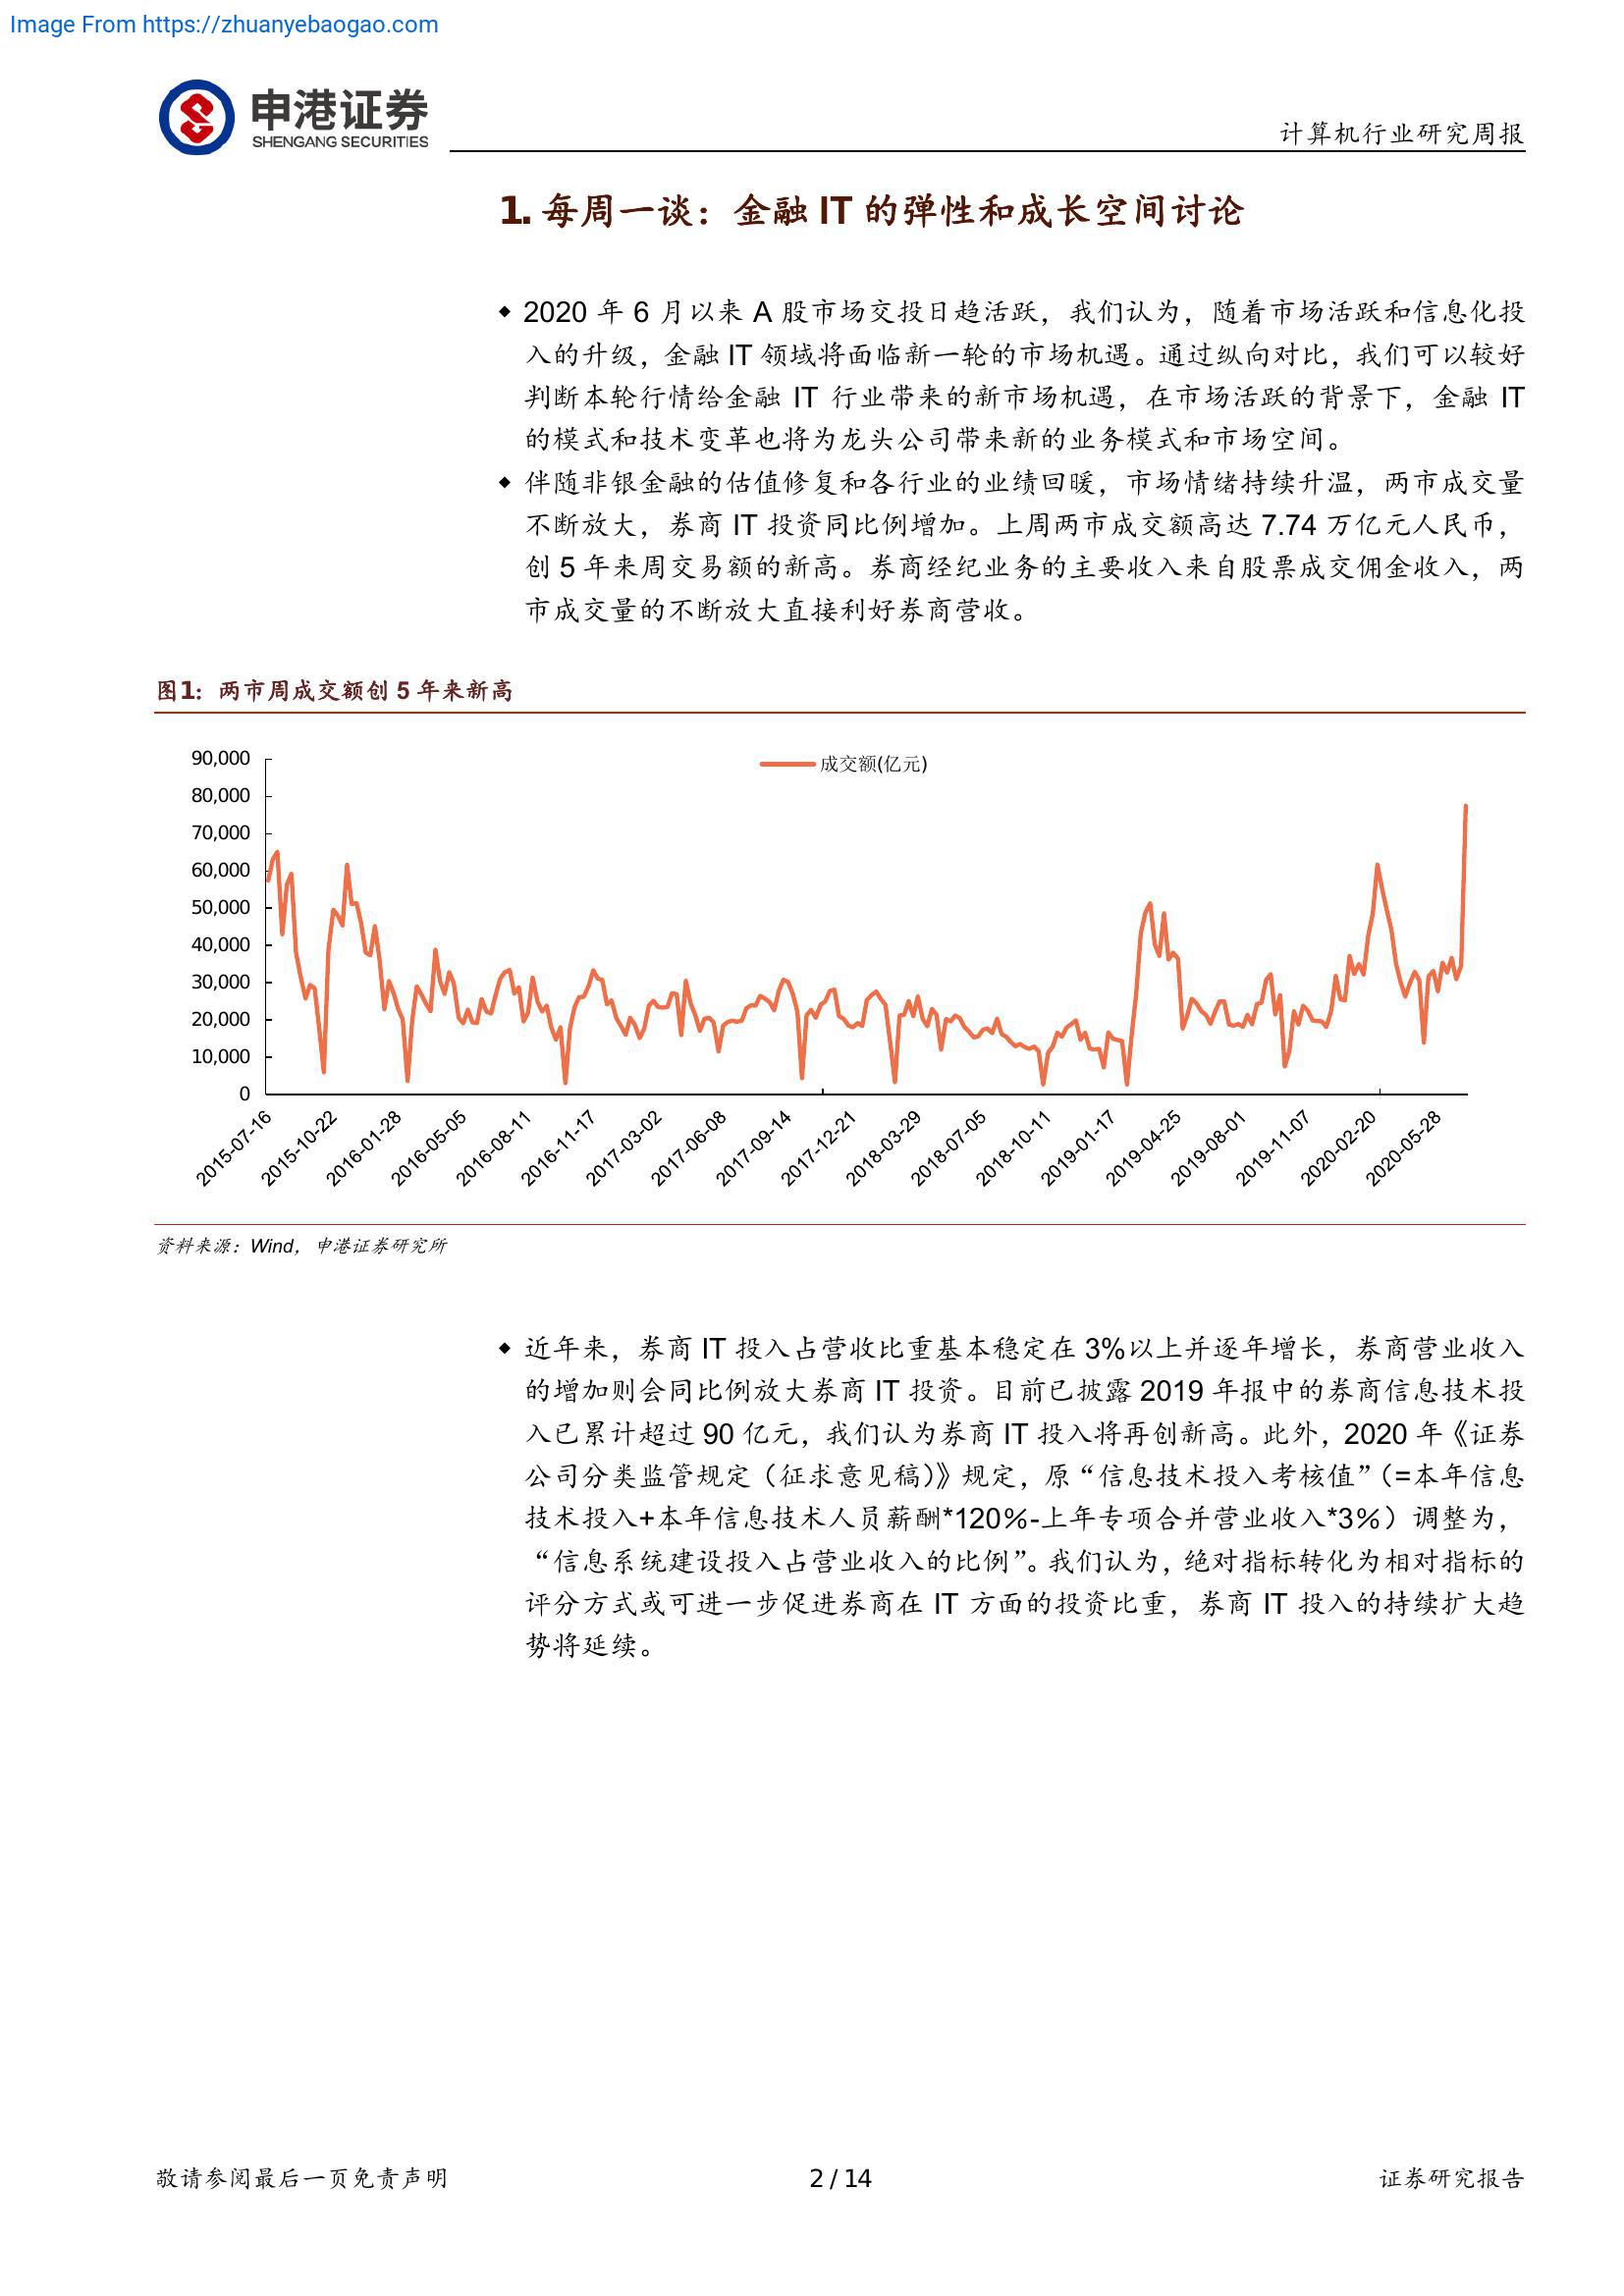 Image From https://zhuanyebaogao.com
申港证券
SHENGANG SECURITIES
计算机行业研究周报
1. 每周一谈：金融 IT 的弹性和成长空间讨论
◆ 2020 年 6 月以来 A 股市场交投日趋活跃，我们认为，随着市场活跃和信息化投
入的升级，金融 IT 领域将面临新一轮的市场机遇。通过纵向对比，我们可以较好
判断本轮行情给金融 IT 行业带来的新市场机遇，在市场活跃的背景下，金融 IT
的模式和技术变革也将为龙头公司带来新的业务模式和市场空间。
◆ 伴随非银金融的估值修复和各行业的业绩回暖，市场情绪持续升温，两市成交量
不断放大，券商 IT 投资同比例增加。上周两市成交额高达 7.74 万亿元人民币，
创 5 年来周交易额的新高。券商经纪业务的主要收入来自股票成交佣金收入，两
市成交量的不断放大直接利好券商营收。
图1：两市周成交额创 5 年来新高
成交额(亿元)
90,000
80,000
70,000
60,000
50,000
40,000
30,000
20,000
10,000
0
2015-07-16
2015-10-22
2016-01-28
2016-05-05
2016-08-11
2016-11-17
2017-03-02
2017-06-08
2017-09-14
2017-12-21
2018-03-29
2018-07-05
2018-10-11
2019-01-17
2019-04-25
2019-08-01
2019-11-07
2020-02-20
2020-05-28
资料来源：Wind，申港证券研究所
◆ 近年来，券商 IT 投入占营收比重基本稳定在 3%以上并逐年增长，券商营业收入
的增加则会同比例放大券商 IT 投资。目前已披露 2019 年报中的券商信息技术投
入已累计超过 90 亿元，我们认为券商 IT 投入将再创新高。此外，2020 年《证券
公司分类监管规定（征求意见稿）》规定，原“信息技术投入考核值”（=本年信息
技术投入+本年信息技术人员薪酬*120%-上年专项合并营业收入*3%）调整为，
“信息系统建设投入占营业收入的比例”。我们认为，绝对指标转化为相对指标的
评分方式或可进一步促进券商在 IT 方面的投资比重，券商 IT 投入的持续扩大趋
势将延续。
敬请参阅最后一页免责声明
2 / 14
证券研究报告